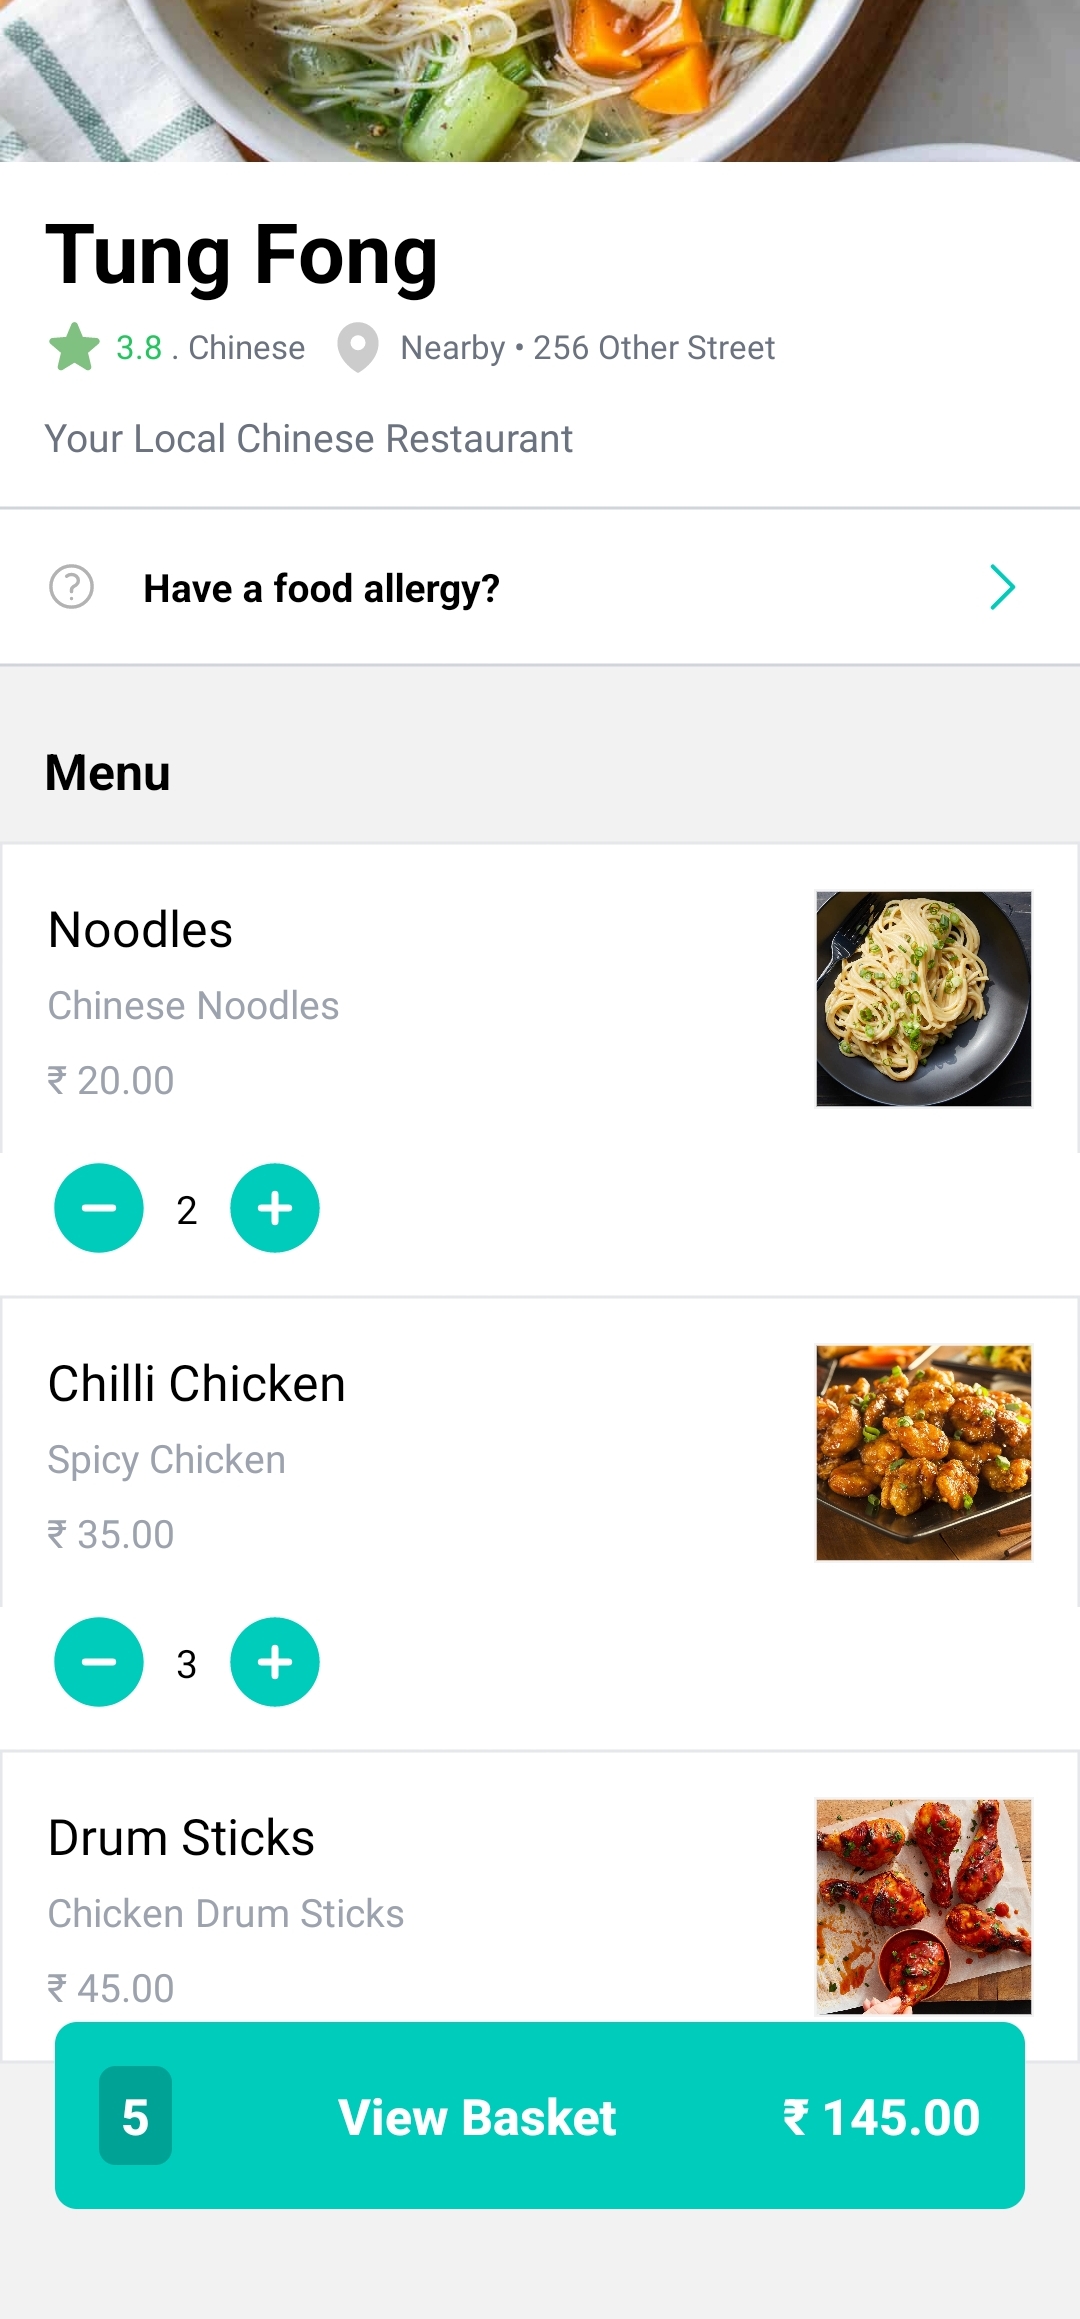 Tung Fong
3.8 . Chinese Nearby • 256 Other Street
Your Local Chinese Restaurant
? Have a food allergy?
Menu
Noodles
Chinese Noodles
₹ 20.00
2
Chilli Chicken
Spicy Chicken
₹ 35.00
3
Drum Sticks
Chicken Drum Sticks
₹ 45.00
5 View Basket ₹ 145.00